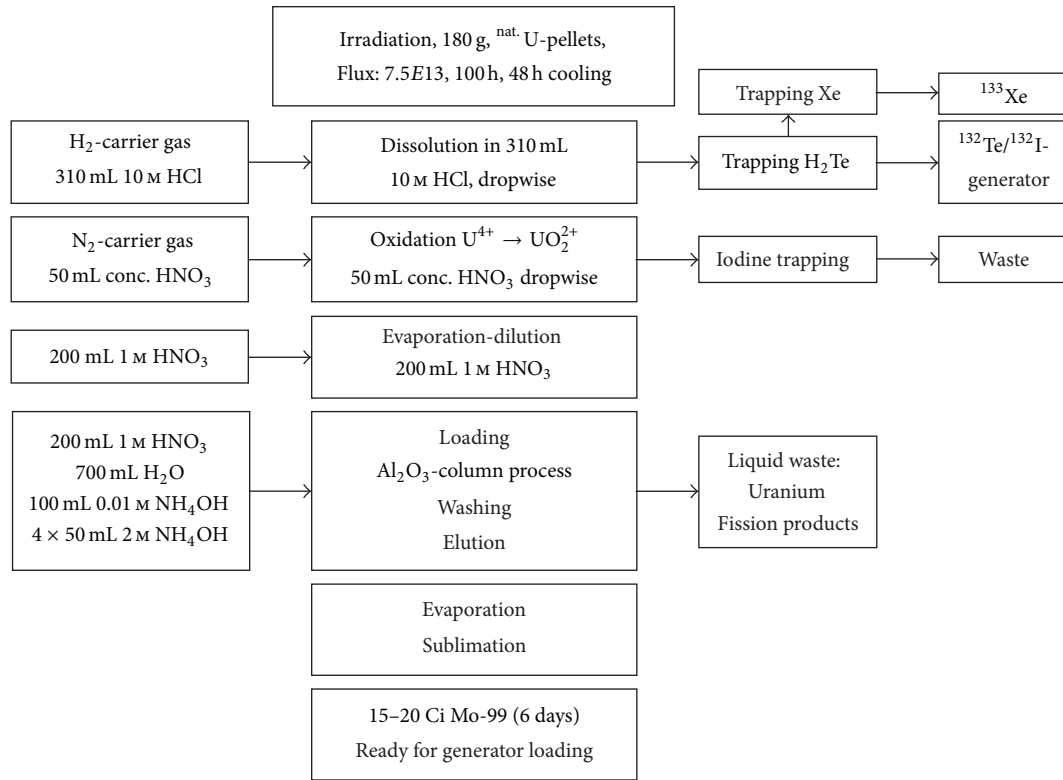 Irradiation, 180 g, nat. U-pellets,
Flux: 7.5E13, 100 h, 48 h cooling
Trapping Xe
¹³³Xe
H₂-carrier gas
310 mL 10 M HCl
Dissolution in 310 mL
10 M HCl, dropwise
Trapping H₂Te
¹³²Te/¹³²I-
generator
N₂-carrier gas
50 mL conc. HNO₃
Oxidation U⁴⁺ → UO₂²⁺
50 mL conc. HNO₃ dropwise
Iodine trapping
Waste
200 mL 1 M HNO₃
Evaporation-dilution
200 mL 1 M HNO₃
200 mL 1 M HNO₃
700 mL H₂O
100 mL 0.01 M NH₄OH
4 × 50 mL 2 M NH₄OH
Loading
Al₂O₃-column process
Washing
Elution
Liquid waste:
Uranium
Fission products
Evaporation
Sublimation
15–20 Ci Mo-99 (6 days)
Ready for generator loading